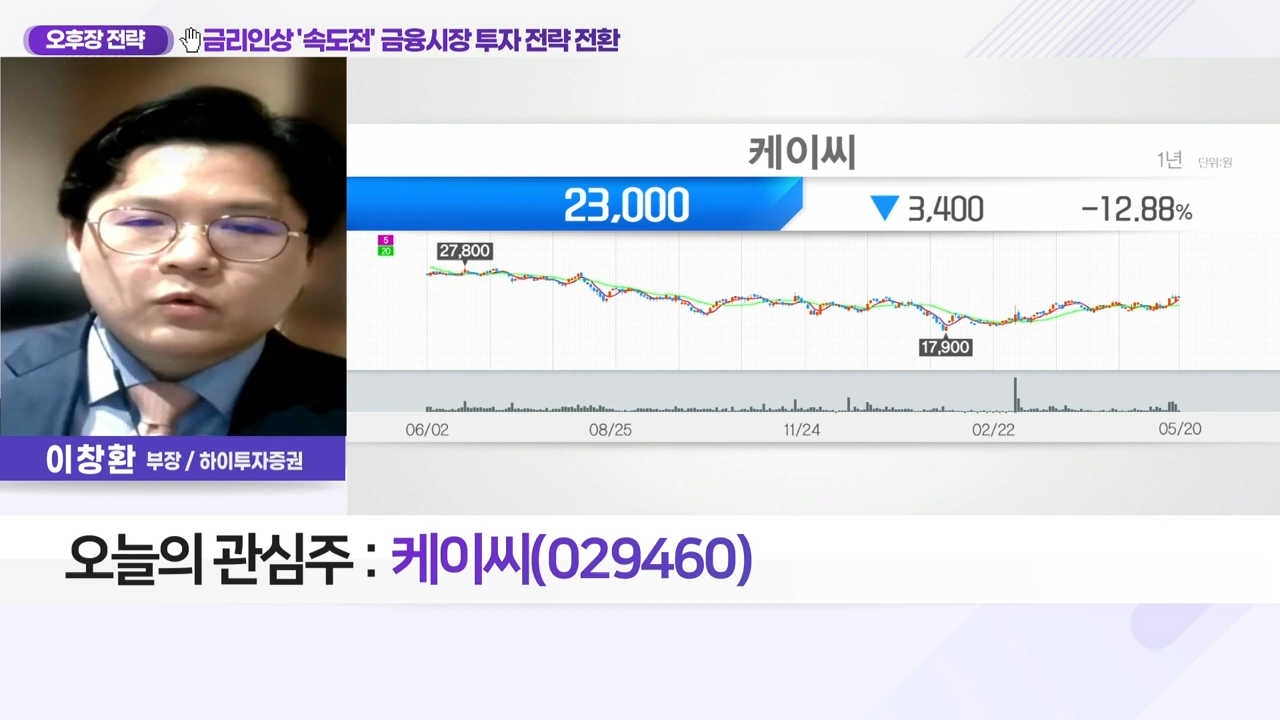 오후장 전략
금리인상 '속도전' 금융시장 투자 전략 전환
케이씨
1년 단위:원
23,000 ▼ 3,400 -12.88%
5
20
27,800
17,900
06/02 08/25 11/24 02/22 05/20
이창환 부장 / 하이투자증권
오늘의 관심주 : 케이씨(029460)